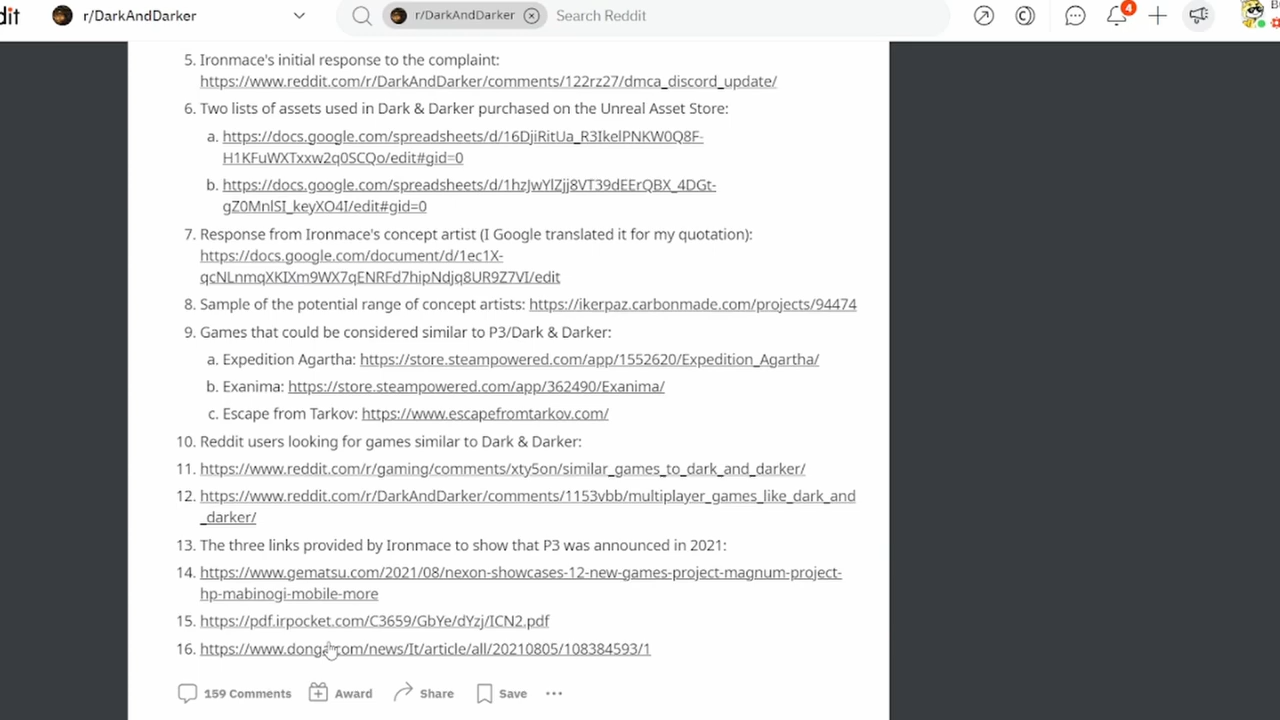 dit r/DarkAndDarker r/DarkAndDarker Search Reddit 4
5. Ironmace's initial response to the complaint:
https://www.reddit.com/r/DarkAndDarker/comments/122rz27/dmca_discord_update/
6. Two lists of assets used in Dark & Darker purchased on the Unreal Asset Store:
a. https://docs.google.com/spreadsheets/d/16DjiRitUa_R3IkelPNKW0Q8F-
H1KFuWXTxxw2q0SCQo/edit#gid=0
b. https://docs.google.com/spreadsheets/d/1hzJwYlZjj8VT39dEErQBX_4DGt-
gZ0MnlSI_keyXO4I/edit#gid=0
7. Response from Ironmace's concept artist (I Google translated it for my quotation):
https://docs.google.com/document/d/1ec1X-
qcNLnmqXKIXm9WX7qENRFd7hipNdjq8UR9Z7VI/edit
8. Sample of the potential range of concept artists: https://ikerpaz.carbonmade.com/projects/94474
9. Games that could be considered similar to P3/Dark & Darker:
a. Expedition Agartha: https://store.steampowered.com/app/1552620/Expedition_Agartha/
b. Exanima: https://store.steampowered.com/app/362490/Exanima/
c. Escape from Tarkov: https://www.escapefromtarkov.com/
10. Reddit users looking for games similar to Dark & Darker:
11. https://www.reddit.com/r/gaming/comments/xty5on/similar_games_to_dark_and_darker/
12. https://www.reddit.com/r/DarkAndDarker/comments/1153vbb/multiplayer_games_like_dark_and
_darker/
13. The three links provided by Ironmace to show that P3 was announced in 2021:
14. https://www.gematsu.com/2021/08/nexon-showcases-12-new-games-project-magnum-project-
hp-mabinogi-mobile-more
15. https://pdf.irpocket.com/C3659/GbYe/dYzj/ICN2.pdf
16. https://www.donga.com/news/It/article/all/20210805/108384593/1
159 Comments Award Share Save